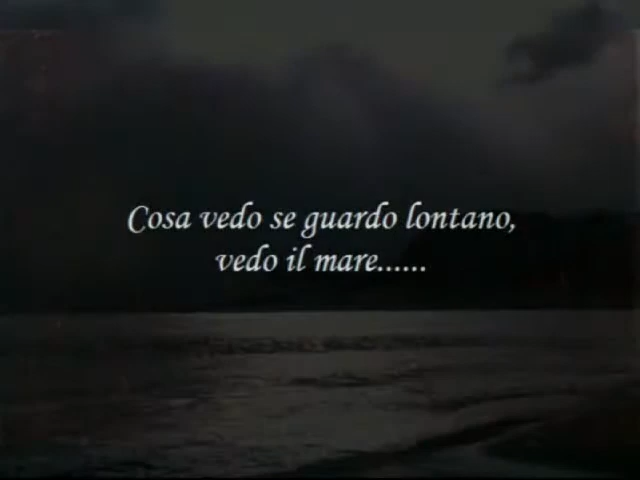 Cosa vedo se guardo lontano,
vedo il mare......